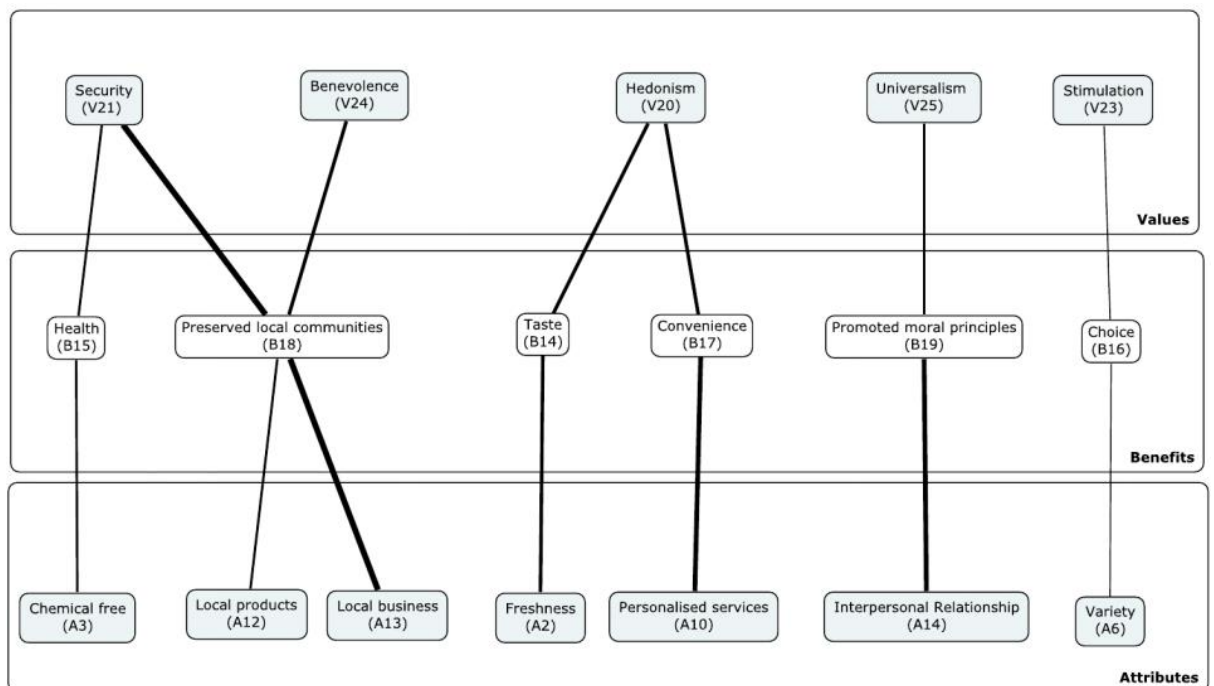 Security
(V21)
Benevolence
(V24)
Hedonism
(V20)
Universalism
(V25)
Stimulation
(V23)
Values
Health
(B15)
Preserved local communities
(B18)
Taste
(B14)
Convenience
(B17)
Promoted moral principles
(B19)
Choice
(B16)
Benefits
Chemical free
(A3)
Local products
(A12)
Local business
(A13)
Freshness
(A2)
Personalised services
(A10)
Interpersonal Relationship
(A14)
Variety
(A6)
Attributes